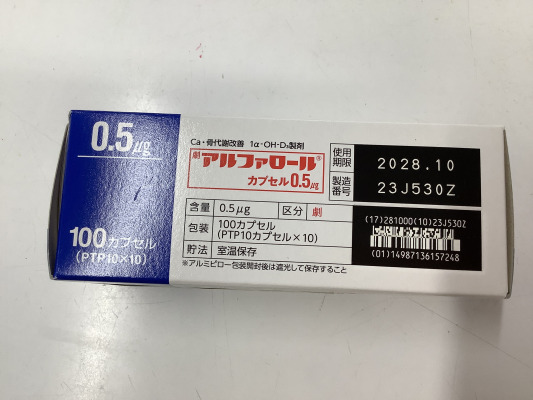 0.5μg
100カプセル
(PTP10×10)
Ca・骨代謝改善 1α-OH-D₃製剤
劇 アルファロール®
カプセル0.5μg
含量 0.5μg 区分 劇
包装 100カプセル
(PTP10カプセル×10)
貯法 室温保存
※アルミピロー包装開封後は遮光して保存すること
使用
期限 2028.10
製造
番号 23J530Z
(17)281000(10)23J530Z
(01)14987136157248